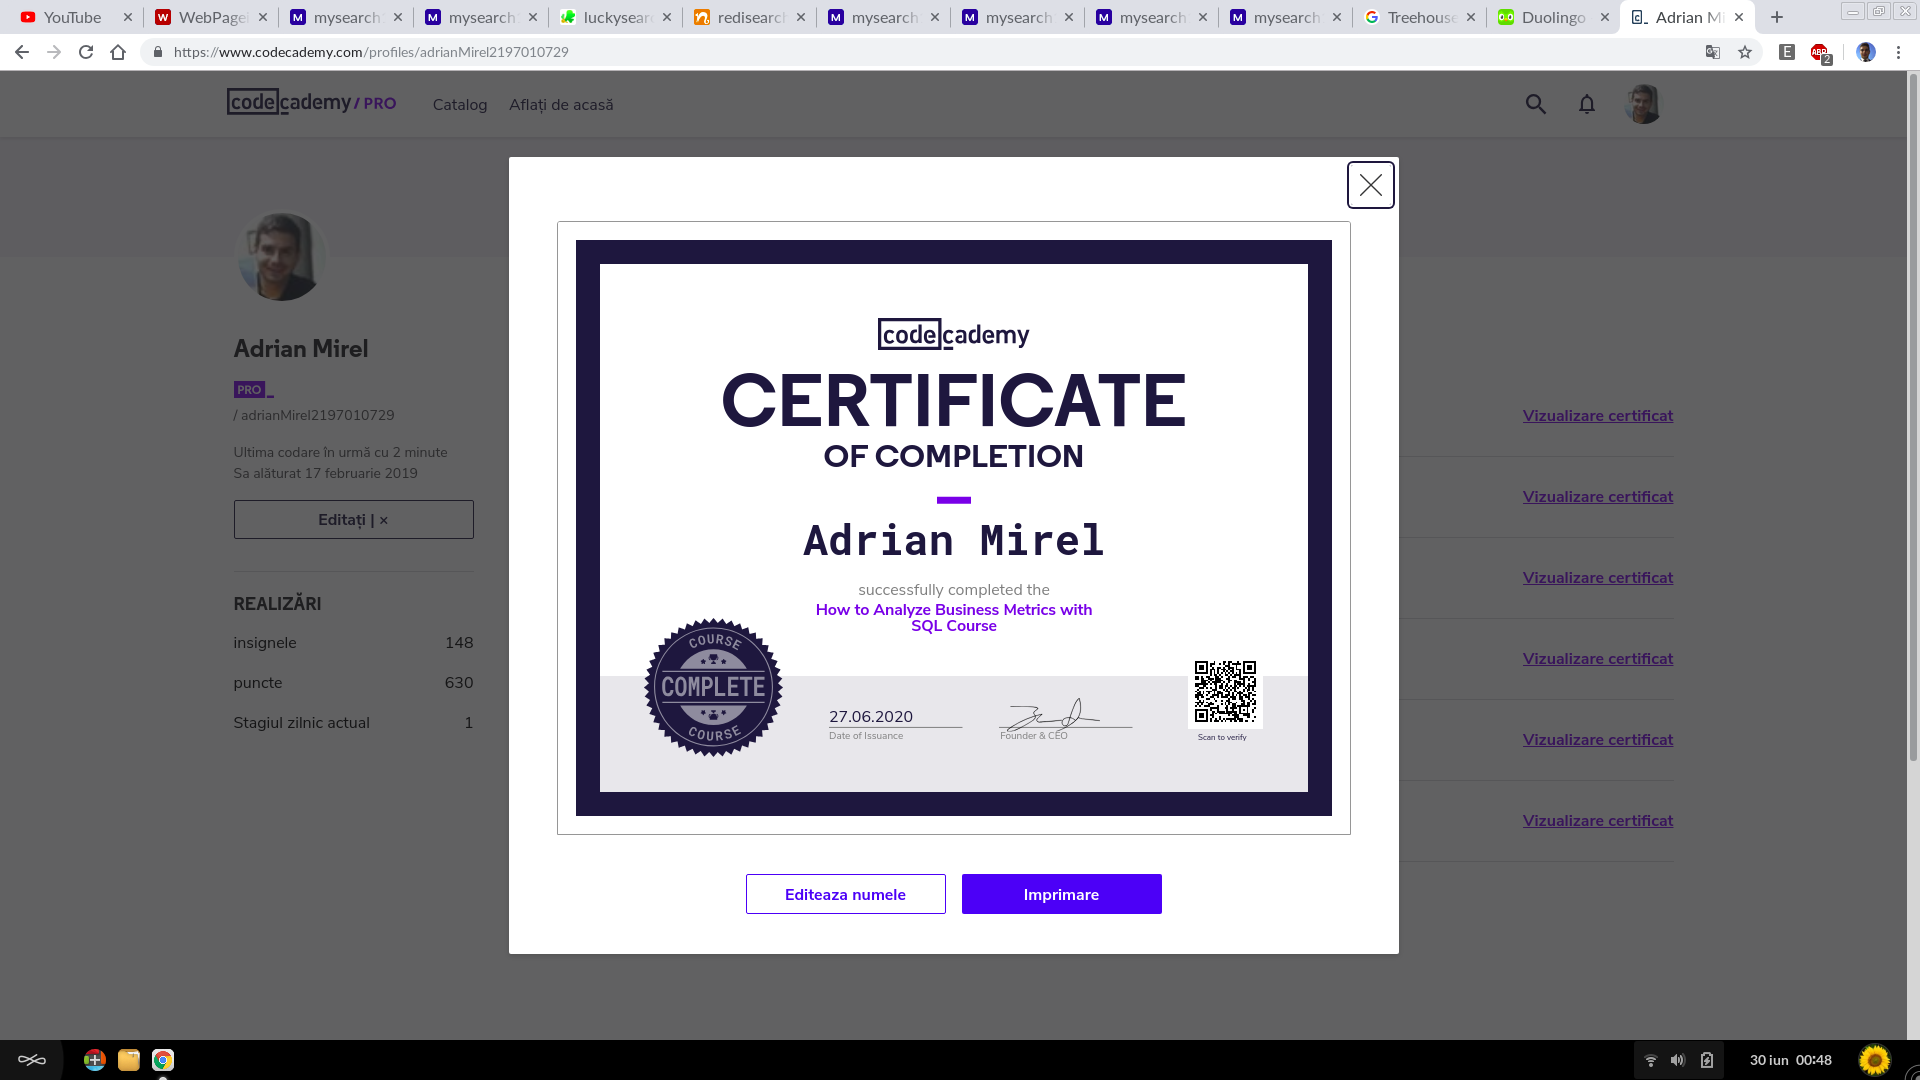 YouTube
WebPage
mysearch
mysearch
luckysear
redisearc
mysearch
mysearch
mysearch
mysearch
Treehouse
Duolingo
Adrian M
https://www.codecademy.com/profiles/adrianMirel2197010729
E
ABP
2
codecademy / PRO
Catalog
Aflați de acasă
Adrian Mirel
PRO
/ adrianMirel2197010729
Ultima codare în urmă cu 2 minute
Sa alăturat 17 februarie 2019
Editați | ×
REALIZĂRI
insignele 148
puncte 630
Stagiul zilnic actual 1
codecademy
CERTIFICATE
OF COMPLETION
Adrian Mirel
successfully completed the
How to Analyze Business Metrics with
SQL Course
COURSE
COMPLETE
COURSE
27.06.2020
Date of Issuance
Founder & CEO
Scan to verify
Editeaza numele
Imprimare
Vizualizare certificat
Vizualizare certificat
Vizualizare certificat
Vizualizare certificat
Vizualizare certificat
Vizualizare certificat
30 iun 00:48